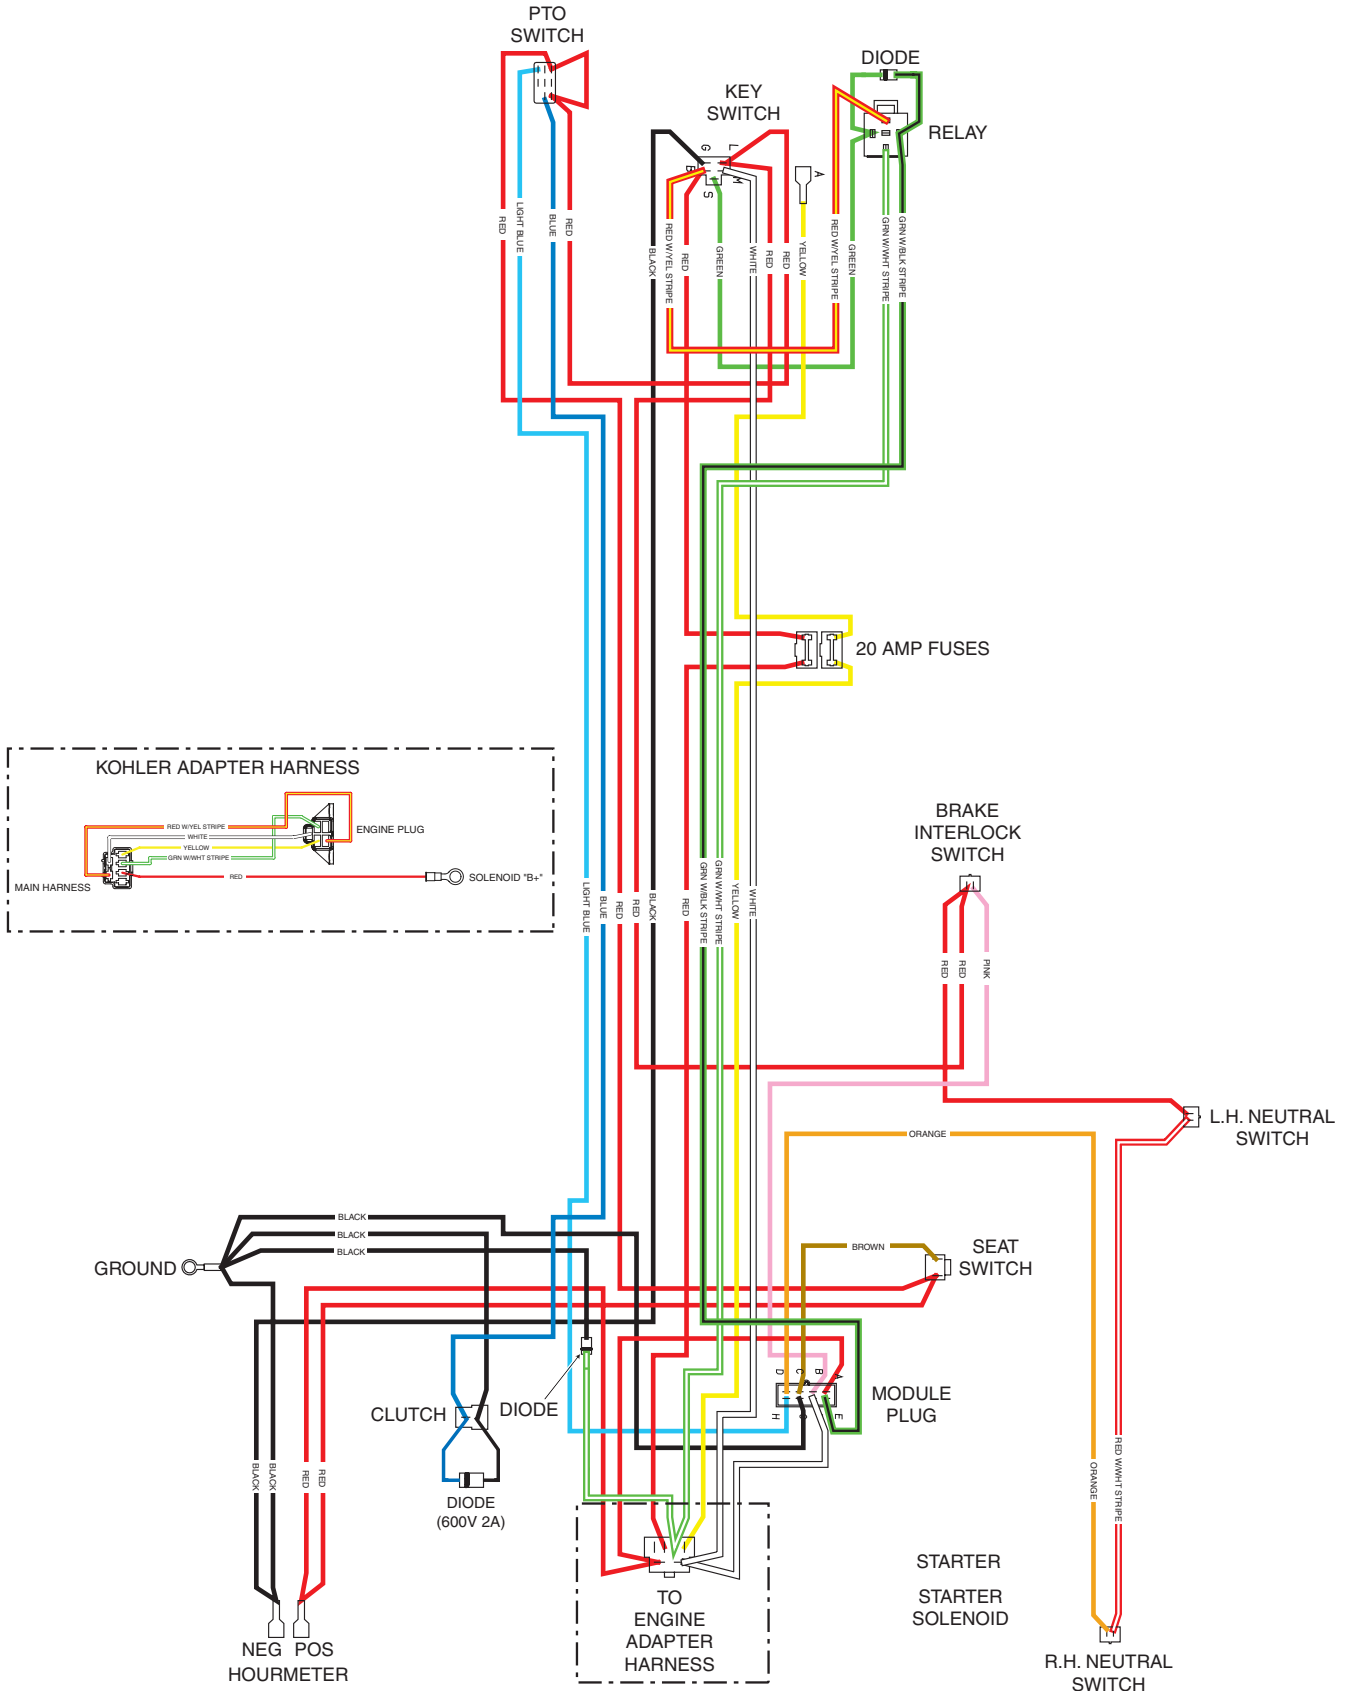 PTO
SWITCH
DIODE
KEY
SWITCH
RELAY
G
L
B
M
S
A
RED
LIGHT BLUE
BLUE
RED
BLACK
RED W/YEL STRIPE
RED
GREEN
WHITE
RED
RED
YELLOW
RED W/YEL STRIPE
GREEN
GRN W/WHT STRIPE
GRN W/BLK STRIPE
20 AMP FUSES
KOHLER ADAPTER HARNESS
RED W/YEL STRIPE
WHITE
YELLOW
GRN W/WHT STRIPE
RED
ENGINE PLUG
MAIN HARNESS
SOLENOID "B+"
BRAKE
INTERLOCK
SWITCH
LIGHT BLUE
BLUE
RED
RED
BLACK
RED
GRN W/BLK STRIPE
GRN W/WHT STRIPE
YELLOW
WHITE
RED
RED
PINK
L.H. NEUTRAL
SWITCH
ORANGE
BLACK
BLACK
BLACK
BROWN
GROUND
SEAT
SWITCH
D
C
B
A
H
G
E
MODULE
PLUG
CLUTCH
DIODE
DIODE
(600V 2A)
BLACK
BLACK
RED
RED
ORANGE
RED W/WHT STRIPE
STARTER
STARTER
SOLENOID
TO
ENGINE
ADAPTER
HARNESS
NEG POS
HOURMETER
R.H. NEUTRAL
SWITCH